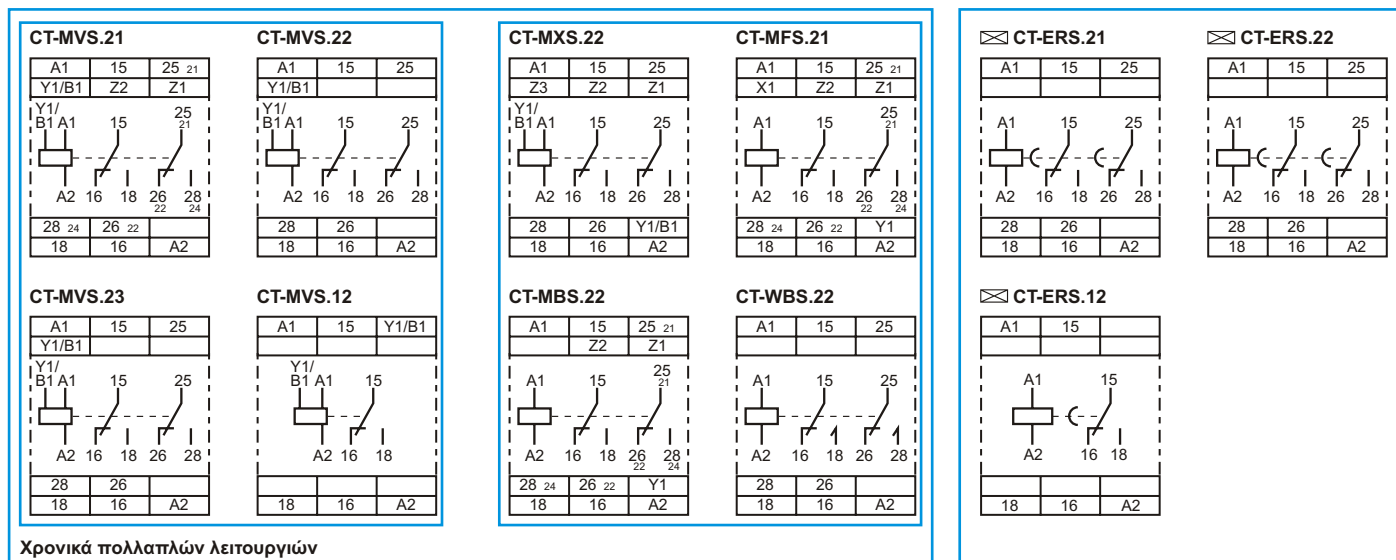 CT-MVS.21
A1 15 25 21
Y1/B1 Z2 Z1
Y1/
B1 A1 15 25
21
A2 16 18 26 28
22 24
28 24 26 22
18 16 A2
CT-MVS.22
A1 15 25
Y1/B1
Y1/
B1 A1 15 25
A2 16 18 26 28
28 26
18 16 A2
CT-MXS.22
A1 15 25
Z3 Z2 Z1
Y1/
B1 A1 15 25
A2 16 18 26 28
28 26 Y1/B1
18 16 A2
CT-MFS.21
A1 15 25 21
X1 Z2 Z1
25
21
A1 15
A2 16 18 26 28
22 24
28 24 26 22 Y1
18 16 A2
CT-ERS.21
A1 15 25
A1 15 25
A2 16 18 26 28
28 26
18 16 A2
CT-ERS.22
A1 15 25
A1 15 25
A2 16 18 26 28
28 26
18 16 A2
CT-MVS.23
A1 15 25
Y1/B1
Y1/
B1 A1 15 25
A2 16 18 26 28
28 26
18 16 A2
CT-MVS.12
A1 15 Y1/B1
Y1/
B1 A1 15
A2 16 18
18 16 A2
CT-MBS.22
A1 15 25 21
Z2 Z1
25
21
A1 15
A2 16 18 26 28
22 24
28 24 26 22 Y1
18 16 A2
CT-WBS.22
A1 15 25
A1 15 25
A2 16 18 26 28
28 26
18 16 A2
CT-ERS.12
A1 15
A1 15
A2 16 18
18 16 A2
Χρονικά πολλαπλών λειτουργιών